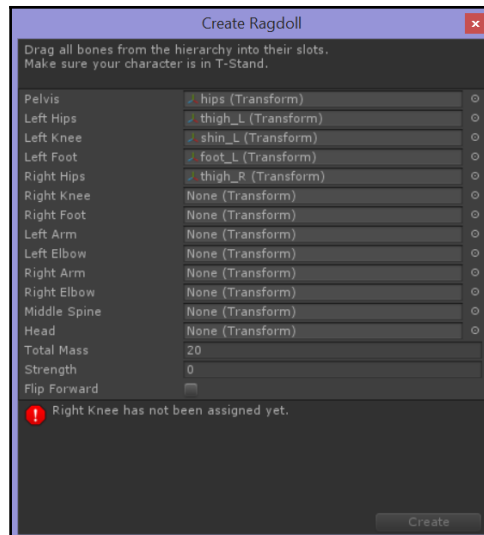 Create Ragdoll
Drag all bones from the hierarchy into their slots.
Make sure your character is in T-Stand.
Pelvis hips (Transform)
Left Hips thigh_L (Transform)
Left Knee shin_L (Transform)
Left Foot foot_L (Transform)
Right Hips thigh_R (Transform)
Right Knee None (Transform)
Right Foot None (Transform)
Left Arm None (Transform)
Left Elbow None (Transform)
Right Arm None (Transform)
Right Elbow None (Transform)
Middle Spine None (Transform)
Head None (Transform)
Total Mass 20
Strength 0
Flip Forward
Right Knee has not been assigned yet.
Create